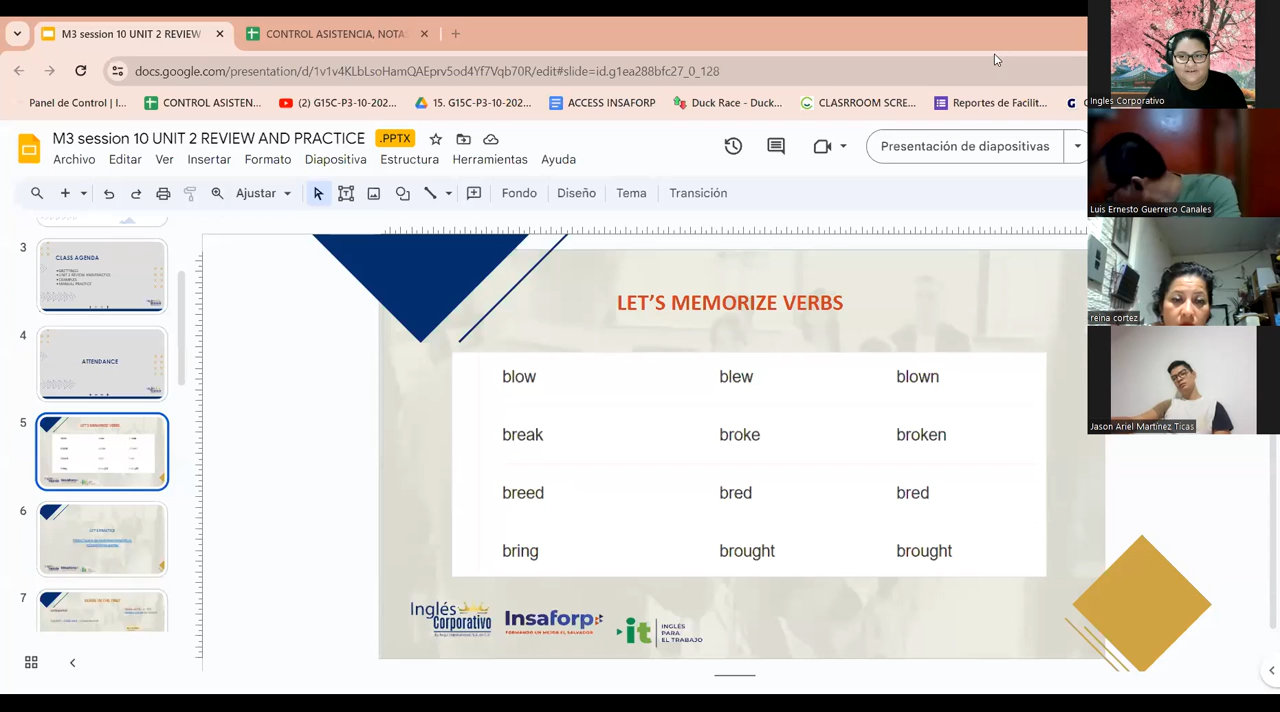 M3 session 10 UNIT 2 REVIEW
CONTROL ASISTENCIA, NOTAS
docs.google.com/presentation/d/1v1v4KLbLsoHamQAEprv5od4Yf7Vqb70R/edit#slide=id.g1ea288bfc27_0_128
Panel de Control | I...
CONTROL ASISTEN...
(2) G15C-P3-10-202...
15. G15C-P3-10-202...
ACCESS INSAFORP
Duck Race - Duck...
CLASRROOM SCRE...
Reportes de Facilit...
M3 session 10 UNIT 2 REVIEW AND PRACTICE
.PPTX
Archivo Editar Ver Insertar Formato Diapositiva Estructura Herramientas Ayuda
Presentación de diapositivas
Ajustar
Fondo Diseño Tema Transición
3
CLASS AGENDA
4
ATTENDANCE
5
6
7
LET'S MEMORIZE VERBS
blow blew blown
break broke broken
breed bred bred
bring brought brought
Inglés
Corporativo
Insaforp
FORMANDO UN MEJOR EL SALVADOR
it
INGLÉS
PARA
EL TRABAJO
Ingles Corporativo
Luis Ernesto Guerrero Canales
reina cortez
Jason Ariel Martínez Ticas